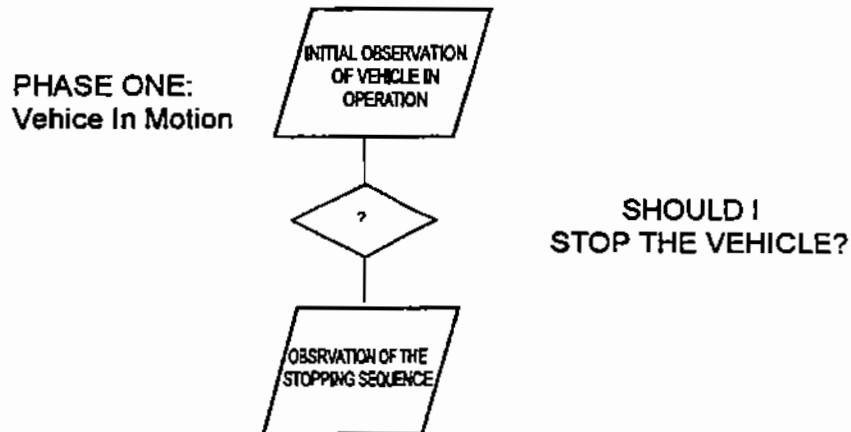 INITIAL OBSERVATION
OF VEHICLE IN
OPERATION
PHASE ONE:
Vehice In Motion
?
SHOULD I
STOP THE VEHICLE?
OBSRVATION OF THE
STOPPING SEQUENCE